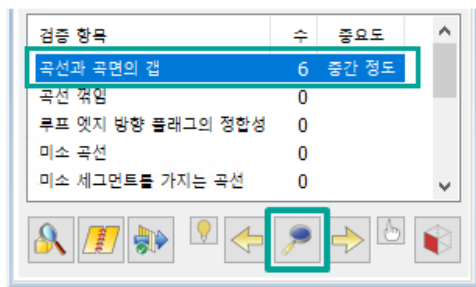 검증 항목 수 중요도
곡선과 곡면의 갭 6 중간 정도
곡선 꺾임 0
루프 엣지 방향 플래그의 정합성 0
미소 곡선 0
미소 세그먼트를 가지는 곡선 0